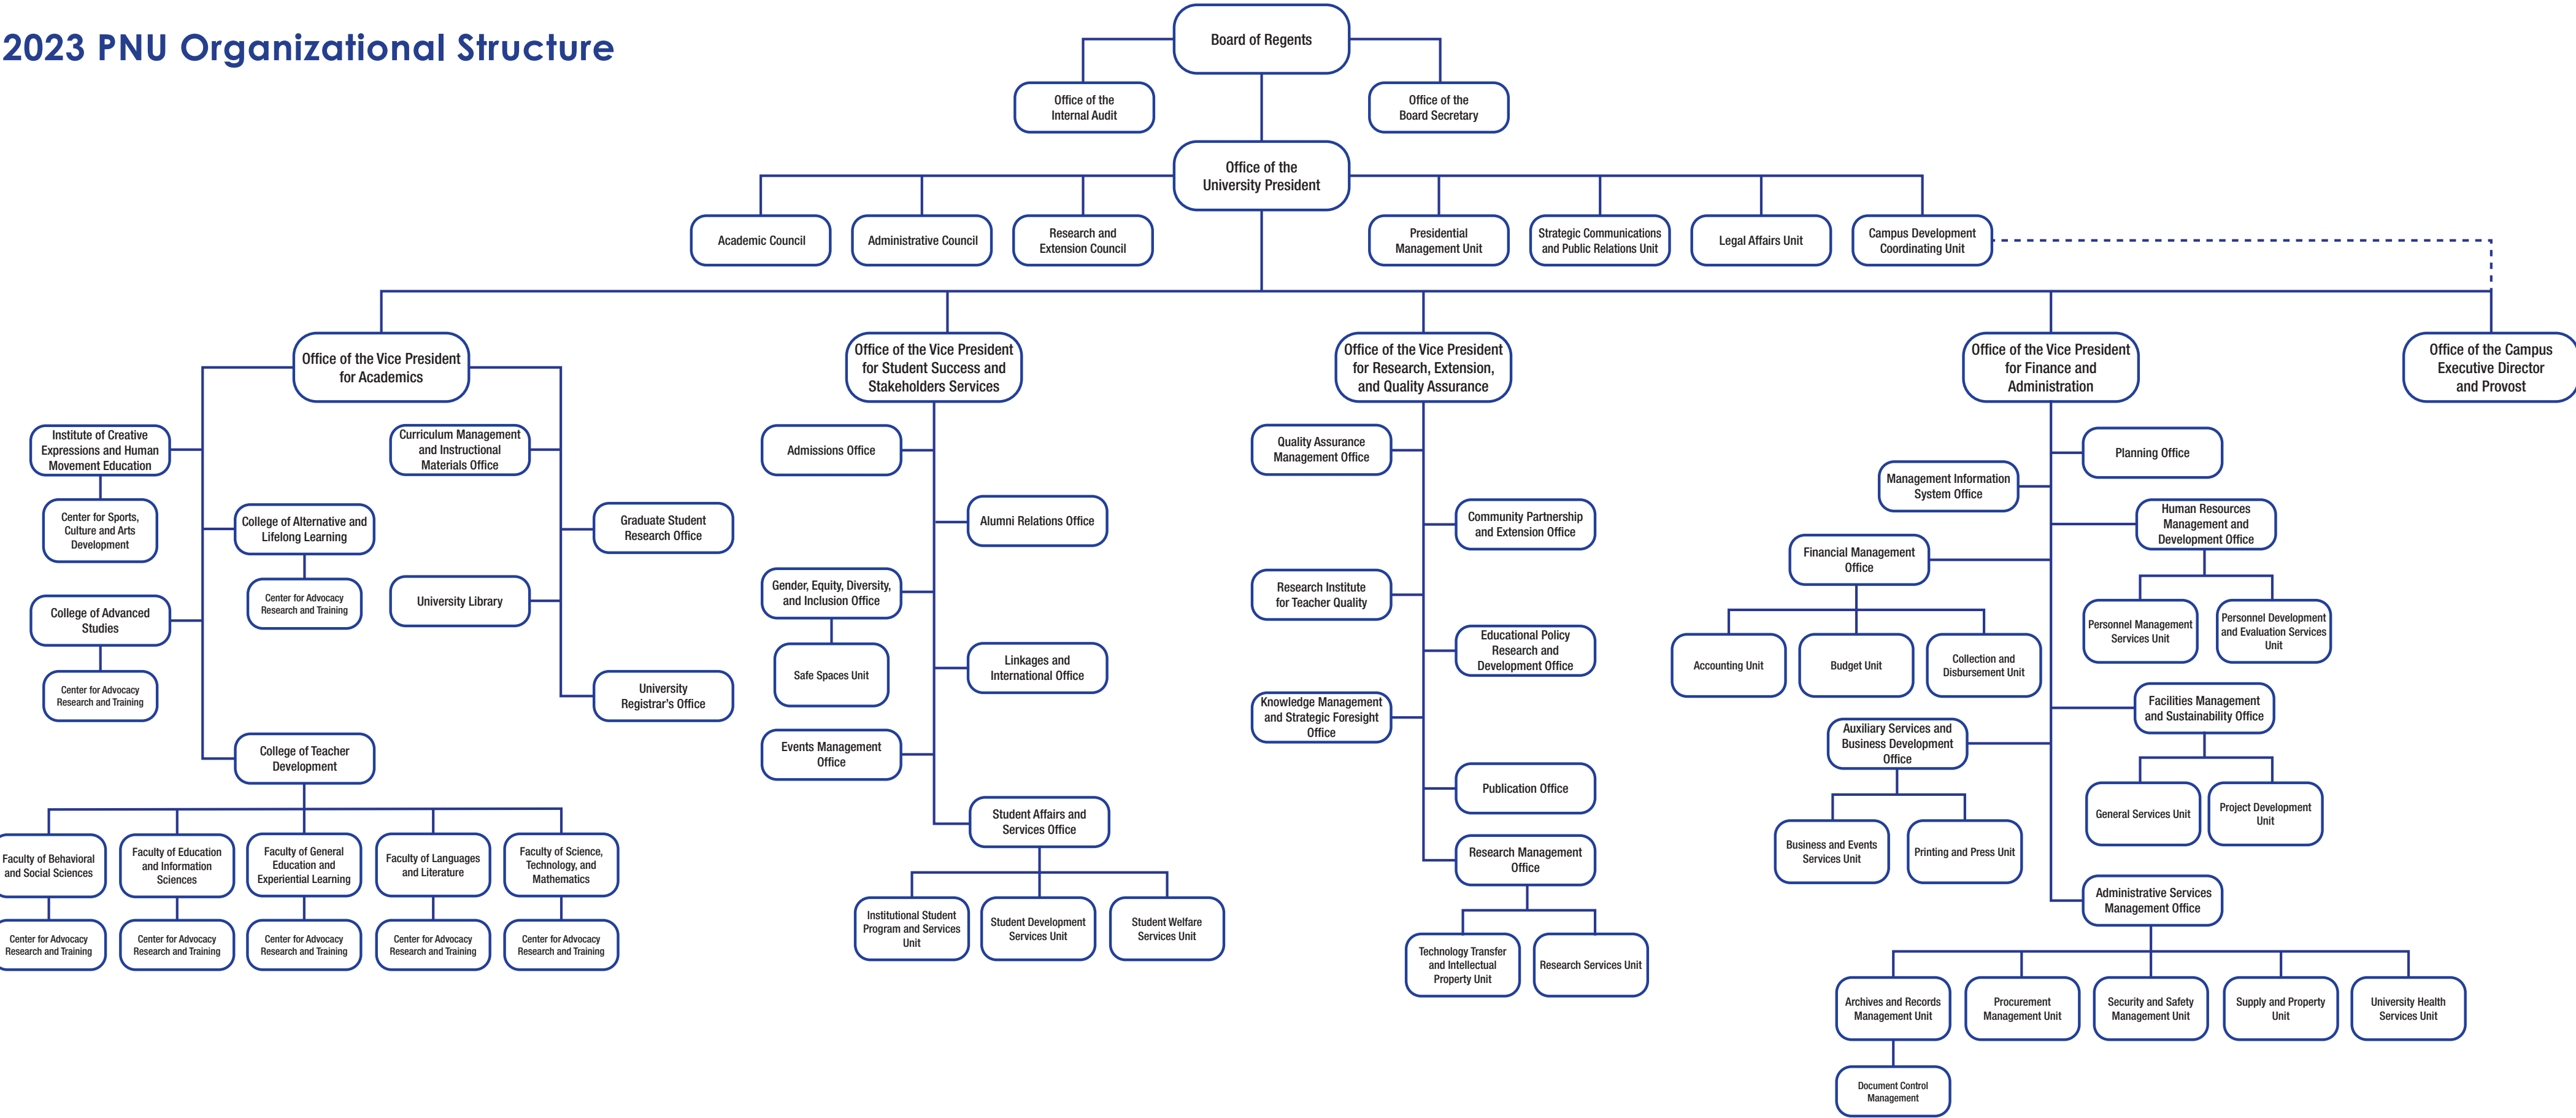 2023 PNU Organizational Structure
Board of Regents
Office of the
Internal Audit
Office of the
Board Secretary
Office of the
University President
Academic Council
Administrative Council
Research and
Extension Council
Presidential
Management Unit
Strategic Communications
and Public Relations Unit
Legal Affairs Unit
Campus Development
Coordinating Unit
Office of the Vice President
for Academics
Office of the Vice President
for Student Success and
Stakeholders Services
Office of the Vice President
for Research, Extension,
and Quality Assurance
Office of the Vice President
for Finance and
Administration
Office of the Campus
Executive Director
and Provost
Institute of Creative
Expressions and Human
Movement Education
Center for Sports,
Culture and Arts
Development
College of Alternative and
Lifelong Learning
Center for Advocacy
Research and Training
College of Advanced
Studies
Center for Advocacy
Research and Training
College of Teacher
Development
Faculty of Behavioral
and Social Sciences
Faculty of Education
and Information
Sciences
Faculty of General
Education and
Experiential Learning
Faculty of Languages
and Literature
Faculty of Science,
Technology, and
Mathematics
Center for Advocacy
Research and Training
Center for Advocacy
Research and Training
Center for Advocacy
Research and Training
Center for Advocacy
Research and Training
Center for Advocacy
Research and Training
Curriculum Management
and Instructional
Materials Office
Graduate Student
Research Office
University Library
University
Registrar's Office
Admissions Office
Alumni Relations Office
Gender, Equity, Diversity,
and Inclusion Office
Safe Spaces Unit
Linkages and
International Office
Events Management
Office
Student Affairs and
Services Office
Institutional Student
Program and Services
Unit
Student Development
Services Unit
Student Welfare
Services Unit
Quality Assurance
Management Office
Community Partnership
and Extension Office
Research Institute
for Teacher Quality
Educational Policy
Research and
Development Office
Knowledge Management
and Strategic Foresight
Office
Publication Office
Research Management
Office
Technology Transfer
and Intellectual
Property Unit
Research Services Unit
Planning Office
Management Information
System Office
Human Resources
Management and
Development Office
Personnel Management
Services Unit
Personnel Development
and Evaluation Services
Unit
Financial Management
Office
Accounting Unit
Budget Unit
Collection and
Disbursement Unit
Facilities Management
and Sustainability Office
General Services Unit
Project Development
Unit
Auxiliary Services and
Business Development
Office
Business and Events
Services Unit
Printing and Press Unit
Administrative Services
Management Office
Archives and Records
Management Unit
Procurement
Management Unit
Security and Safety
Management Unit
Supply and Property
Unit
University Health
Services Unit
Document Control
Management